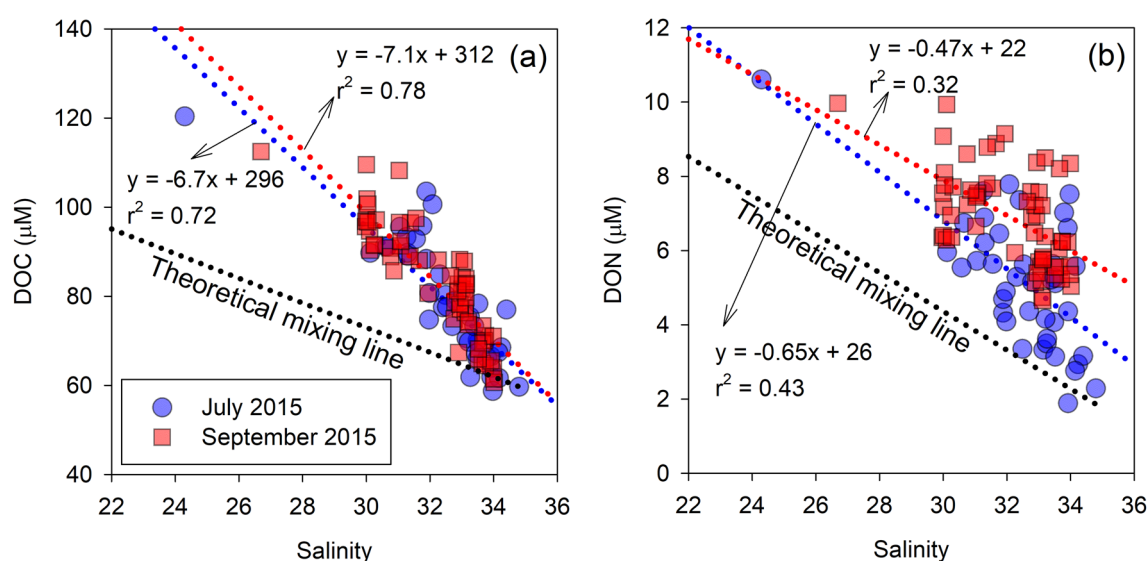 (a)
y = -7.1x + 312
r² = 0.78
y = -6.7x + 296
r² = 0.72
Theoretical mixing line
July 2015
September 2015
DOC (μM)
140
120
100
80
60
40
22 24 26 28 30 32 34 36
Salinity
(b)
y = -0.47x + 22
r² = 0.32
Theoretical mixing line
y = -0.65x + 26
r² = 0.43
DON (μM)
12
10
8
6
4
2
0
22 24 26 28 30 32 34 36
Salinity